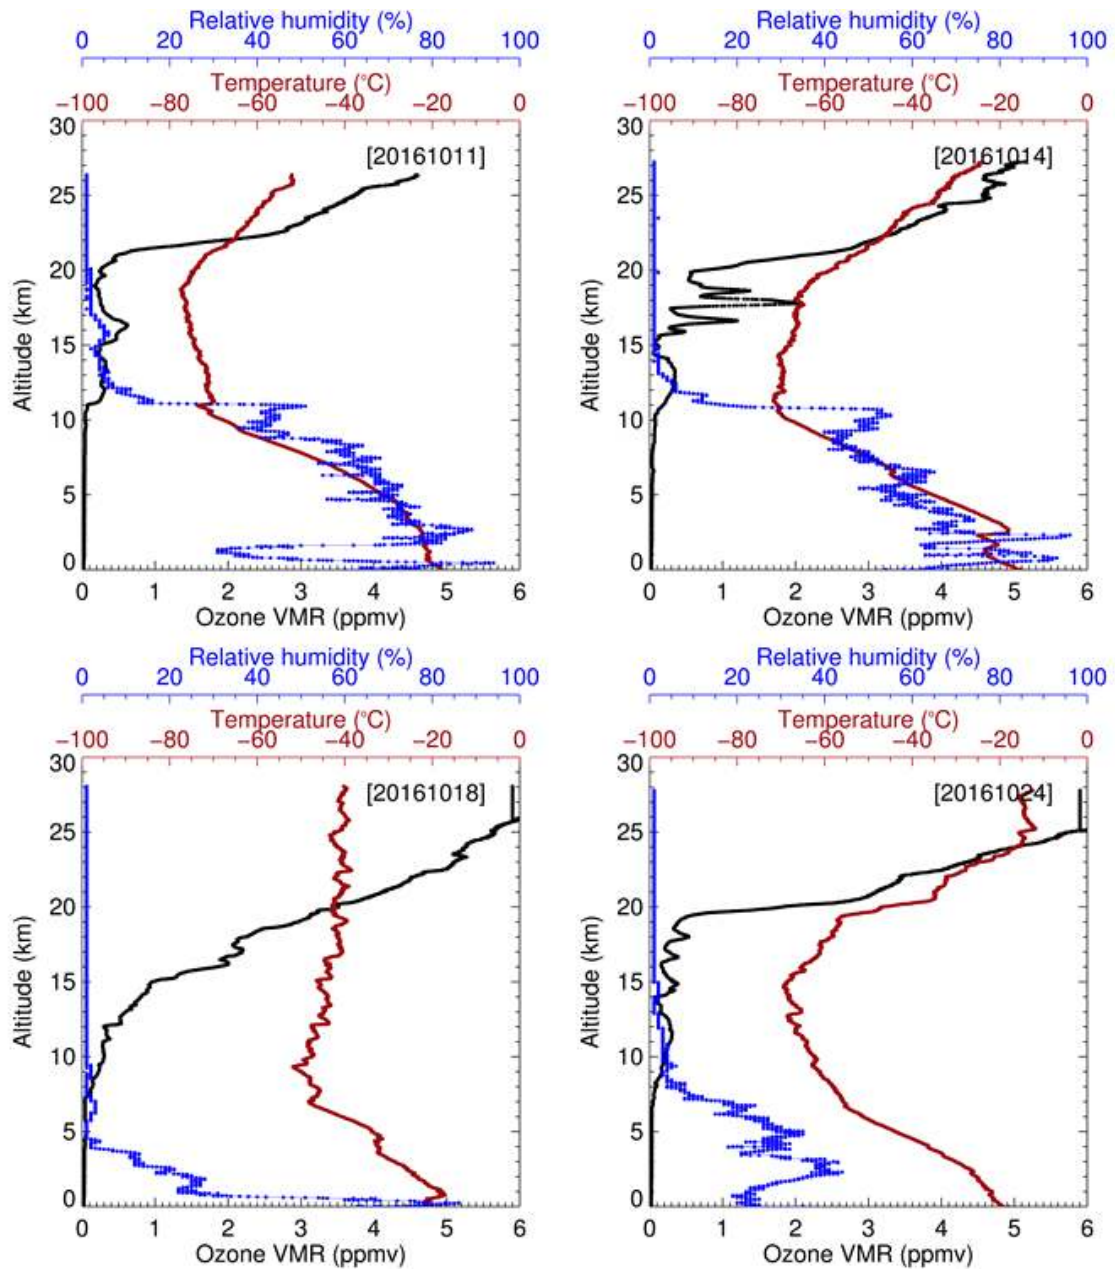 Relative humidity (%) Relative humidity (%)
0 20 40 60 80 100 0 20 40 60 80 100
Temperature (°C) Temperature (°C)
−100 −80 −60 −40 −20 0 −100 −80 −60 −40 −20 0
30 30
[20161011] [20161014]
25 25
20 20
Altitude (km) Altitude (km)
15 15
10 10
5 5
0 0
0 1 2 3 4 5 6 0 1 2 3 4 5 6
Ozone VMR (ppmv) Ozone VMR (ppmv)
Relative humidity (%) Relative humidity (%)
0 20 40 60 80 100 0 20 40 60 80 100
Temperature (°C) Temperature (°C)
−100 −80 −60 −40 −20 0 −100 −80 −60 −40 −20 0
30 30
[20161018] [20161024]
25 25
20 20
Altitude (km) Altitude (km)
15 15
10 10
5 5
0 0
0 1 2 3 4 5 6 0 1 2 3 4 5 6
Ozone VMR (ppmv) Ozone VMR (ppmv)